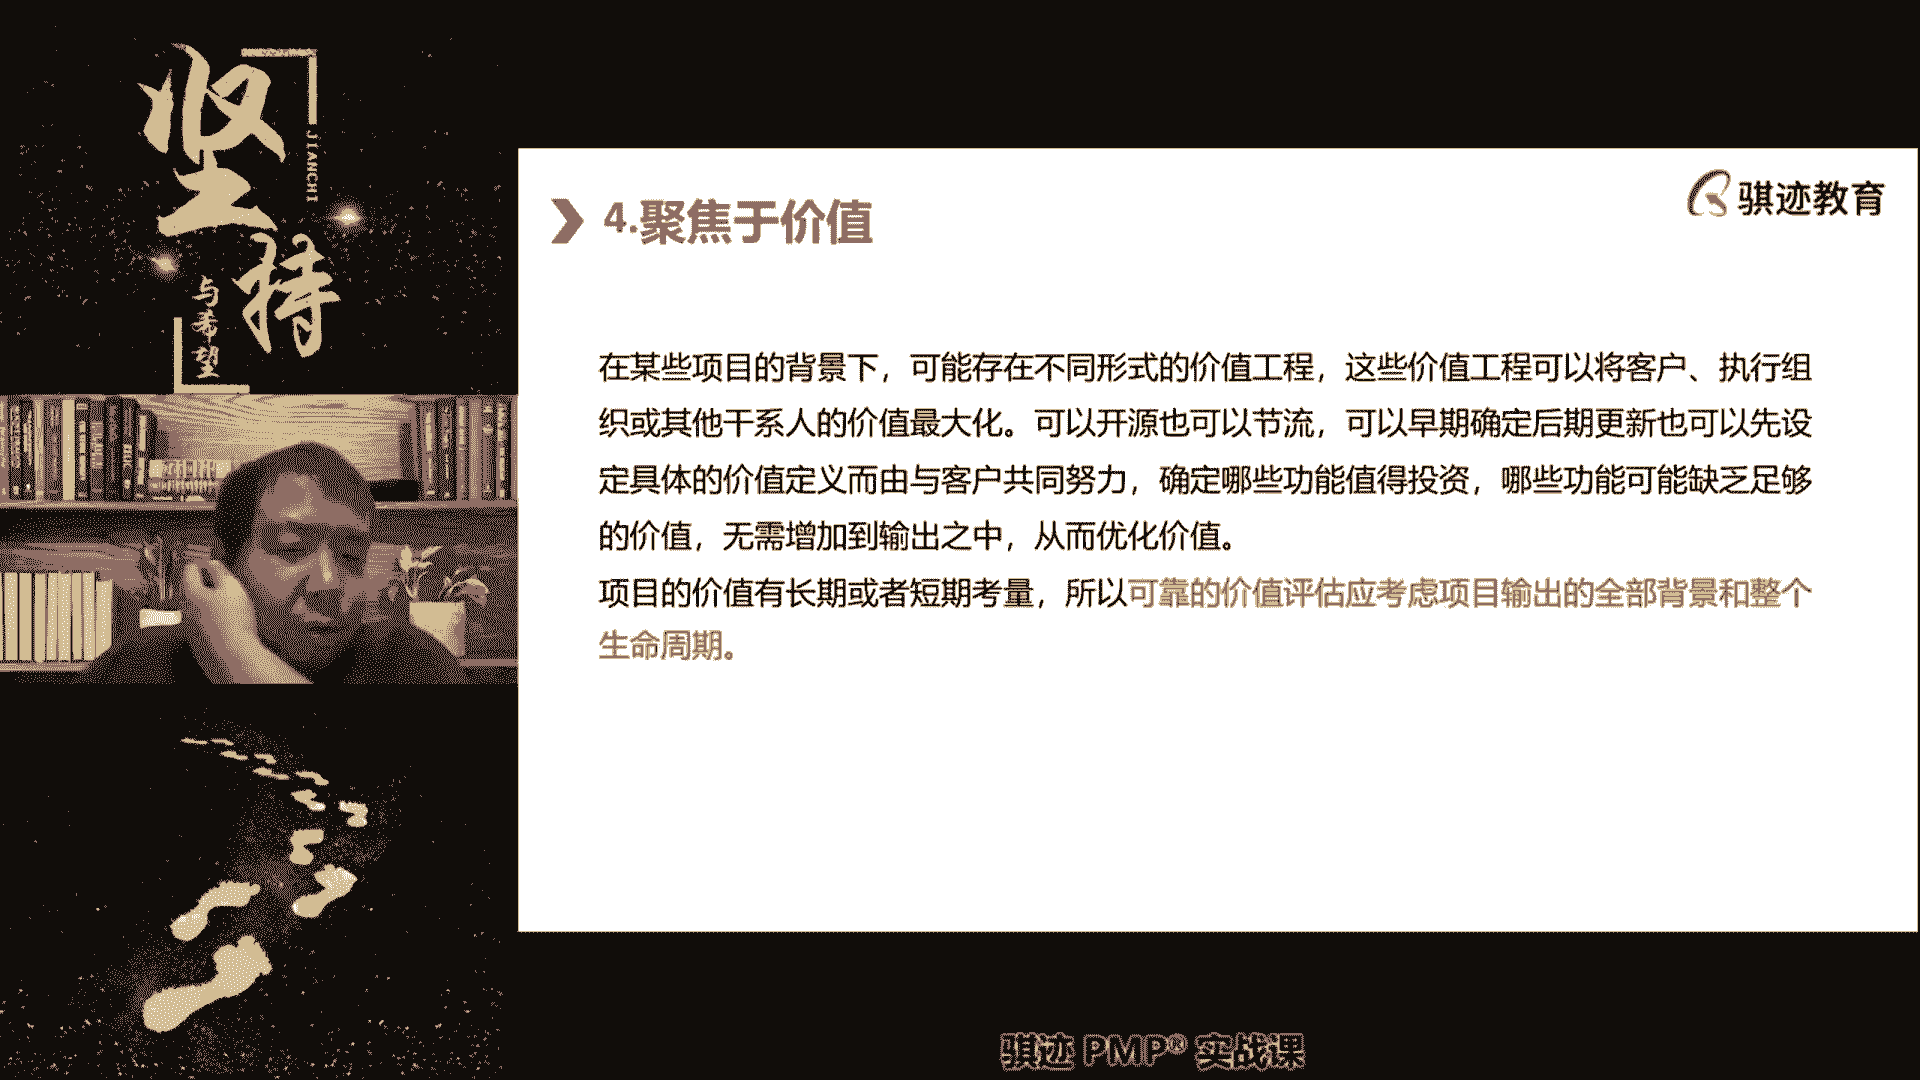 坚持
JIANCHI
与希望
骐迹教育
4.聚焦于价值
在某些项目的背景下，可能存在不同形式的价值工程，这些价值工程可以将客户、执行组
织或其他干系人的价值最大化。可以开源也可以节流，可以早期确定后期更新也可以先设
定具体的价值定义而由与客户共同努力，确定哪些功能值得投资，哪些功能可能缺乏足够
的价值，无需增加到输出之中，从而优化价值。
项目的价值有长期或者短期考量，所以可靠的价值评估应考虑项目输出的全部背景和整个
生命周期。
骐迹 PMP® 实战课